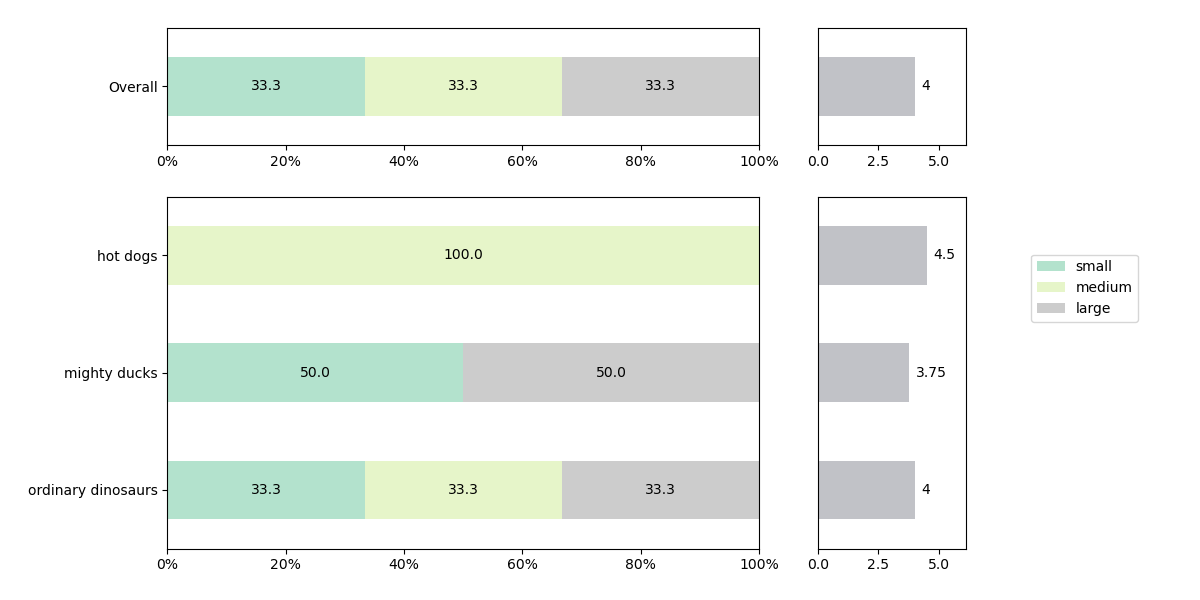 Overall 33.3 33.3 33.3 4
0% 20% 40% 60% 80% 100% 0.0 2.5 5.0
hot dogs 100.0 4.5
small
medium
large
mighty ducks 50.0 50.0 3.75
ordinary dinosaurs 33.3 33.3 33.3 4
0% 20% 40% 60% 80% 100% 0.0 2.5 5.0